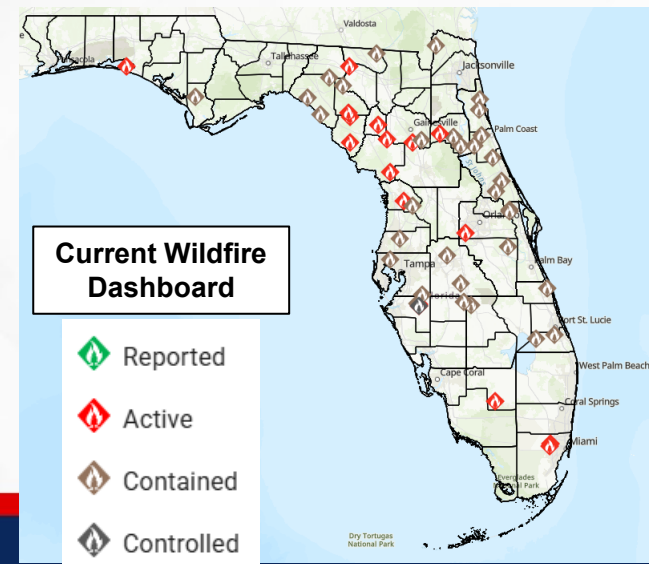 Valdosta
Tallahassee
Jacksonville
Gainesville
Palm Coast
Tampa
Palm Bay
Port St. Lucie
Cape Coral
West Palm Beach
Coral Springs
Miami
Everglades
National Park
Dry Tortugas
National Park
Current Wildfire
Dashboard
Reported
Active
Contained
Controlled